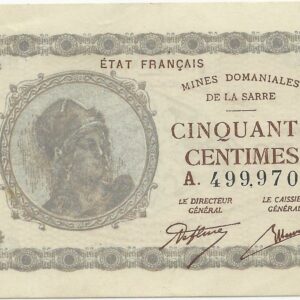 ÉTAT FRANÇAIS
MINES DOMANIALES
DE LA SARRE
CINQUANT
CENTIMES
A. 499,970
LE DIRECTEUR
GÉNÉRAL
LE CAISSIE
GÉNÉRAL